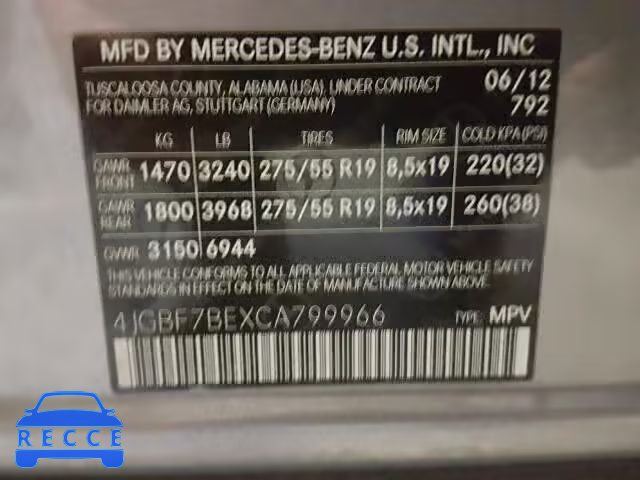 MFD BY MERCEDES-BENZ U.S. INTL., INC
TUSCALOOSA COUNTY, ALABAMA (USA), UNDER CONTRACT 06/12
FOR DAIMLER AG, STUTTGART (GERMANY) 792
KG LB TIRES RIM SIZE COLD KPA (PSI)
GAWR FRONT 1470 3240 275/55 R19 8,5x19 220(32)
GAWR REAR 1800 3968 275/55 R19 8,5x19 260(38)
GVWR 3150 6944
THIS VEHICLE CONFORMS TO ALL APPLICABLE FEDERAL MOTOR VEHICLE SAFETY
STANDARDS IN EFFECT ON THE DATE OF MANUFACTURE SHOWN ABOVE.
4JGBF7BEXCA799966 TYPE: MPV
RECCE